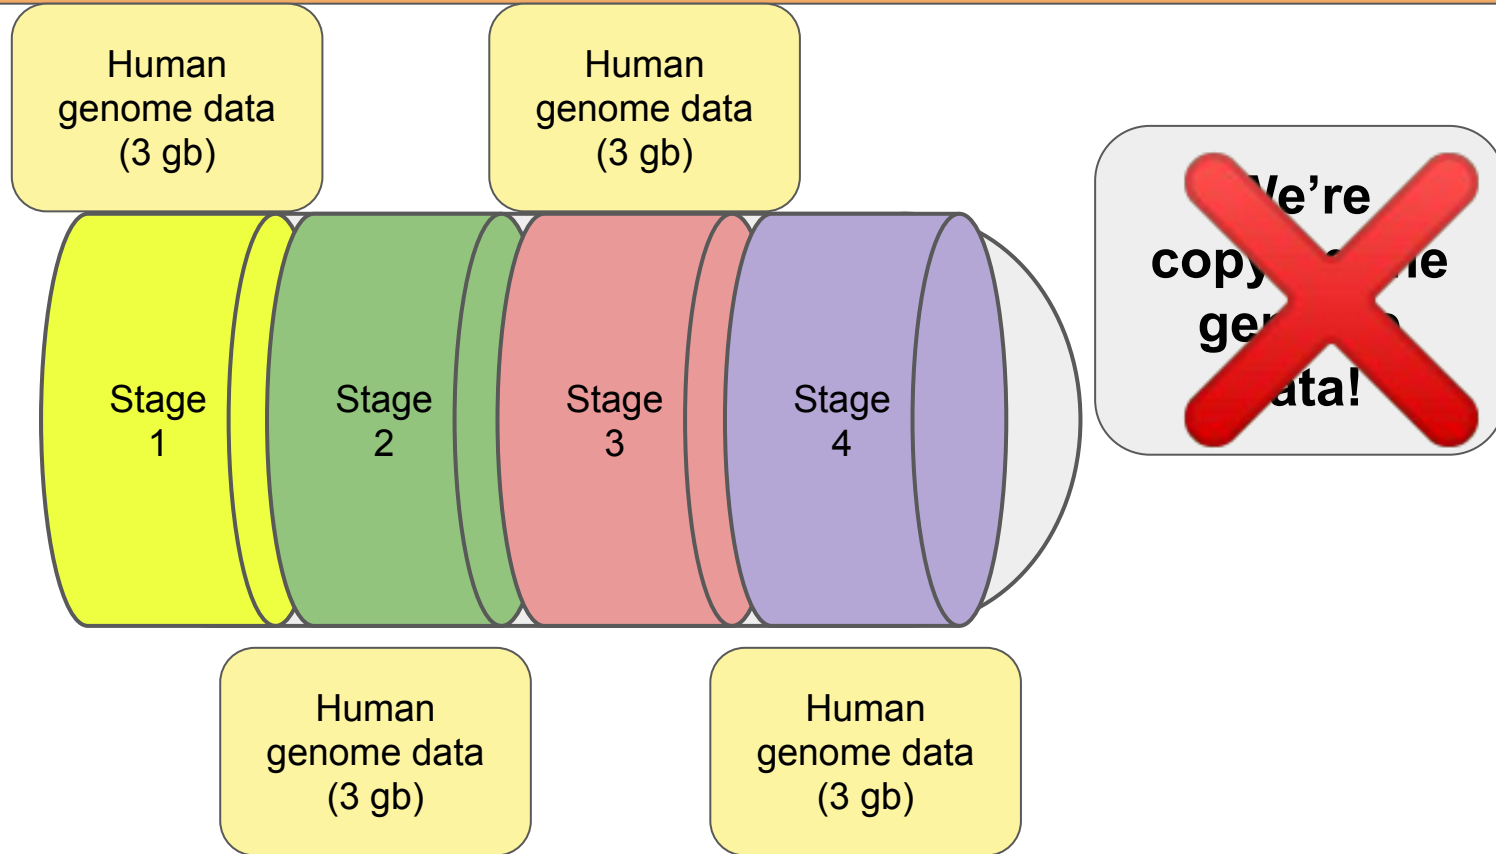 Human
genome data
(3 gb)
Human
genome data
(3 gb)
e're
copy
ge
ata!
Stage
1
Stage
2
Stage
3
Stage
4
Human
genome data
(3 gb)
Human
genome data
(3 gb)